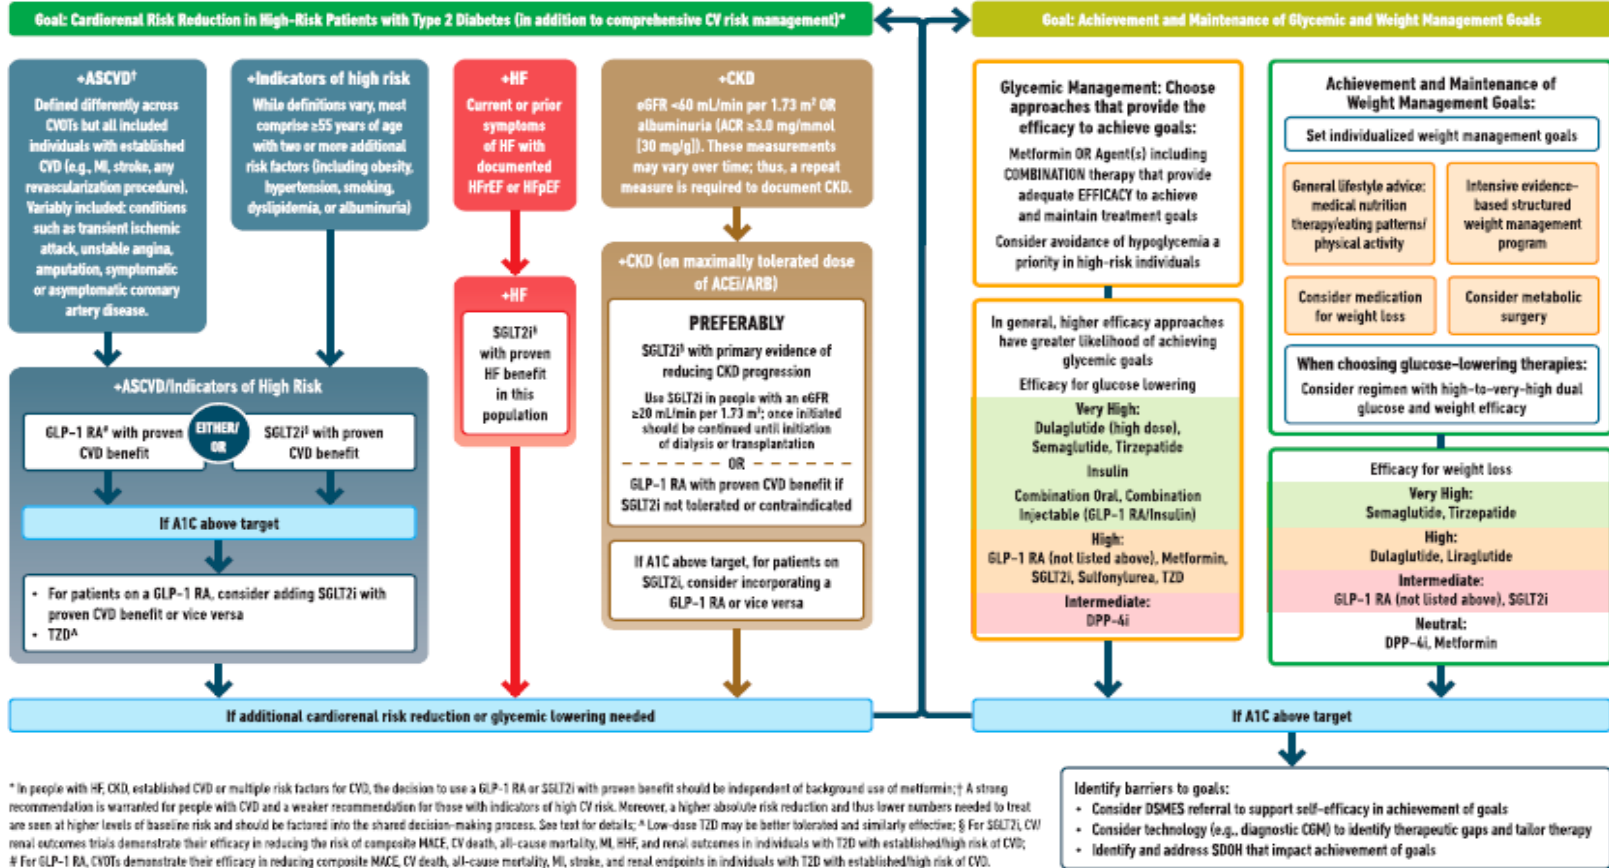 Goal: Cardiorenal Risk Reduction in High-Risk Patients with Type 2 Diabetes (in addition to comprehensive CV risk management)*
Goal: Achievement and Maintenance of Glycemic and Weight Management Goals
+ASCVD†
Defined differently across
CVOTs but all included
individuals with established
CVD (e.g., MI, stroke, any
revascularization procedure).
Variably included: conditions
such as transient ischemic
attack, unstable angina,
amputation, symptomatic
or asymptomatic coronary
artery disease.
+Indicators of high risk
While definitions vary, most
comprise ≥55 years of age
with two or more additional
risk factors (including obesity,
hypertension, smoking,
dyslipidemia, or albuminuria)
+HF
Current or prior
symptoms
of HF with
documented
HFrEF or HFpEF
+CKD
eGFR <60 mL/min per 1.73 m² OR
albuminuria (ACR ≥3.0 mg/mmol
[30 mg/g]). These measurements
may vary over time; thus, a repeat
measure is required to document CKD.
+ASCVD/Indicators of High Risk
GLP-1 RA# with proven
CVD benefit
EITHER/
OR
SGLT2i§ with proven
CVD benefit
If A1C above target
• For patients on a GLP-1 RA, consider adding SGLT2i with
proven CVD benefit or vice versa
• TZD^
+HF
SGLT2i§
with proven
HF benefit
in this
population
+CKD (on maximally tolerated dose
of ACEi/ARB)
PREFERABLY
SGLT2i§ with primary evidence of
reducing CKD progression
Use SGLT2i in people with an eGFR
≥20 mL/min per 1.73 m²; once initiated
should be continued until initiation
of dialysis or transplantation
OR
GLP-1 RA with proven CVD benefit if
SGLT2i not tolerated or contraindicated
If A1C above target, for patients on
SGLT2i, consider incorporating a
GLP-1 RA or vice versa
If additional cardiorenal risk reduction or glycemic lowering needed
Glycemic Management: Choose
approaches that provide the
efficacy to achieve goals:
Metformin OR Agent(s) including
COMBINATION therapy that provide
adequate EFFICACY to achieve
and maintain treatment goals
Consider avoidance of hypoglycemia a
priority in high-risk individuals
In general, higher efficacy approaches
have greater likelihood of achieving
glycemic goals
Efficacy for glucose lowering
Very High:
Dulaglutide (high dose),
Semaglutide, Tirzepatide
Insulin
Combination Oral, Combination
Injectable (GLP-1 RA/Insulin)
High:
GLP-1 RA (not listed above), Metformin,
SGLT2i, Sulfonylurea, TZD
Intermediate:
DPP-4i
Achievement and Maintenance of
Weight Management Goals:
Set individualized weight management goals
General lifestyle advice:
medical nutrition
therapy/eating patterns/
physical activity
Intensive evidence-
based structured
weight management
program
Consider medication
for weight loss
Consider metabolic
surgery
When choosing glucose-lowering therapies:
Consider regimen with high-to-very-high dual
glucose and weight efficacy
Efficacy for weight loss
Very High:
Semaglutide, Tirzepatide
High:
Dulaglutide, Liraglutide
Intermediate:
GLP-1 RA (not listed above), SGLT2i
Neutral:
DPP-4i, Metformin
If A1C above target
Identify barriers to goals:
• Consider DSMES referral to support self-efficacy in achievement of goals
• Consider technology (e.g., diagnostic CGM) to identify therapeutic gaps and tailor therapy
• Identify and address SDOH that impact achievement of goals
* In people with HF, CKD, established CVD or multiple risk factors for CVD, the decision to use a GLP-1 RA or SGLT2i with proven benefit should be independent of background use of metformin;† A strong
recommendation is warranted for people with CVD and a weaker recommendation for those with indicators of high CV risk. Moreover, a higher absolute risk reduction and thus lower numbers needed to treat
are seen at higher levels of baseline risk and should be factored into the shared decision-making process. See text for details; ^ Low-dose TZD may be better tolerated and similarly effective; § For SGLT2i, CV/
renal outcomes trials demonstrate their efficacy in reducing the risk of composite MACE, CV death, all-cause mortality, MI, HHF, and renal outcomes in individuals with T2D with established/high risk of CVD;
# For GLP-1 RA, CVOTs demonstrate their efficacy in reducing composite MACE, CV death, all-cause mortality, MI, stroke, and renal endpoints in individuals with T2D with established/high risk of CVD.